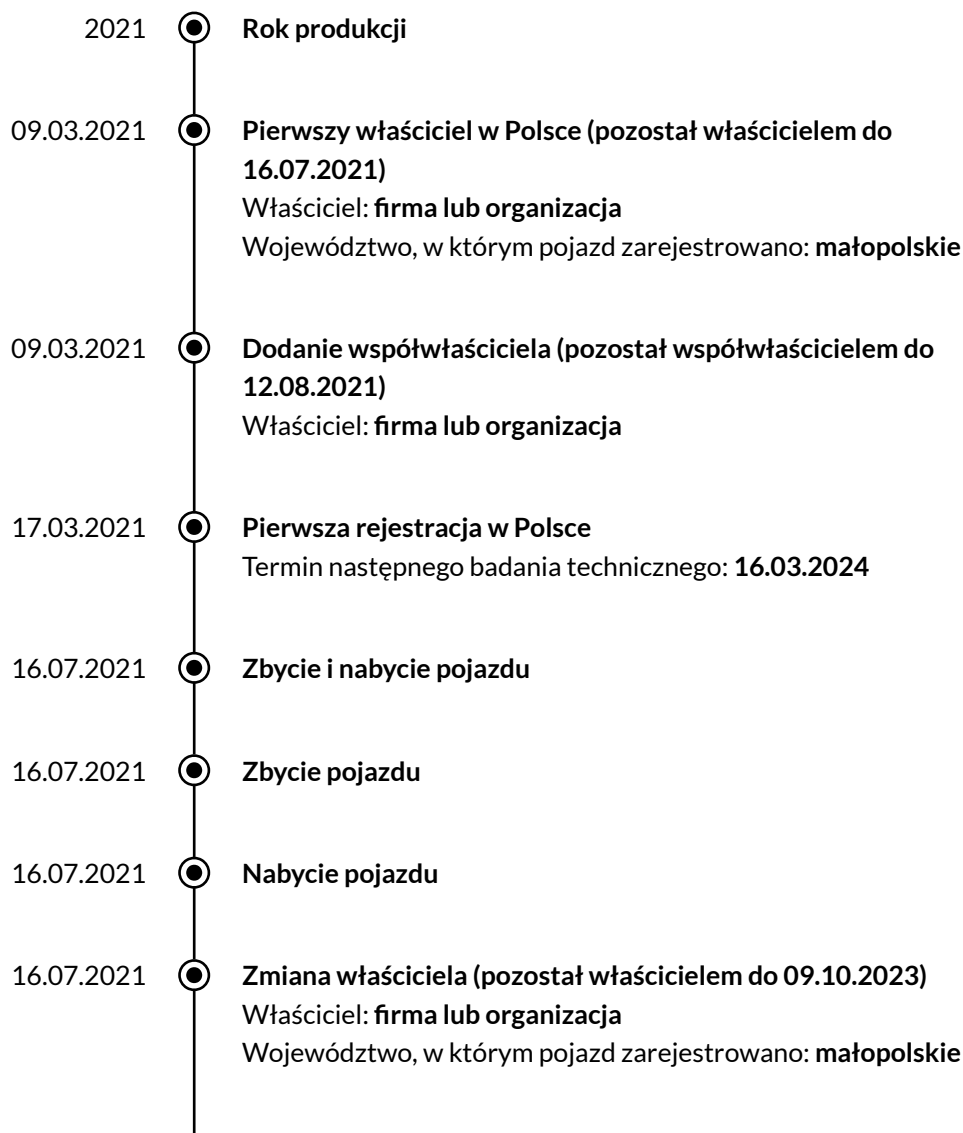 2021 Rok produkcji
09.03.2021 Pierwszy właściciel w Polsce (pozostał właścicielem do
16.07.2021)
Właściciel: firma lub organizacja
Województwo, w którym pojazd zarejestrowano: małopolskie
09.03.2021 Dodanie współwłaściciela (pozostał współwłaścicielem do
12.08.2021)
Właściciel: firma lub organizacja
17.03.2021 Pierwsza rejestracja w Polsce
Termin następnego badania technicznego: 16.03.2024
16.07.2021 Zbycie i nabycie pojazdu
16.07.2021 Zbycie pojazdu
16.07.2021 Nabycie pojazdu
16.07.2021 Zmiana właściciela (pozostał właścicielem do 09.10.2023)
Właściciel: firma lub organizacja
Województwo, w którym pojazd zarejestrowano: małopolskie